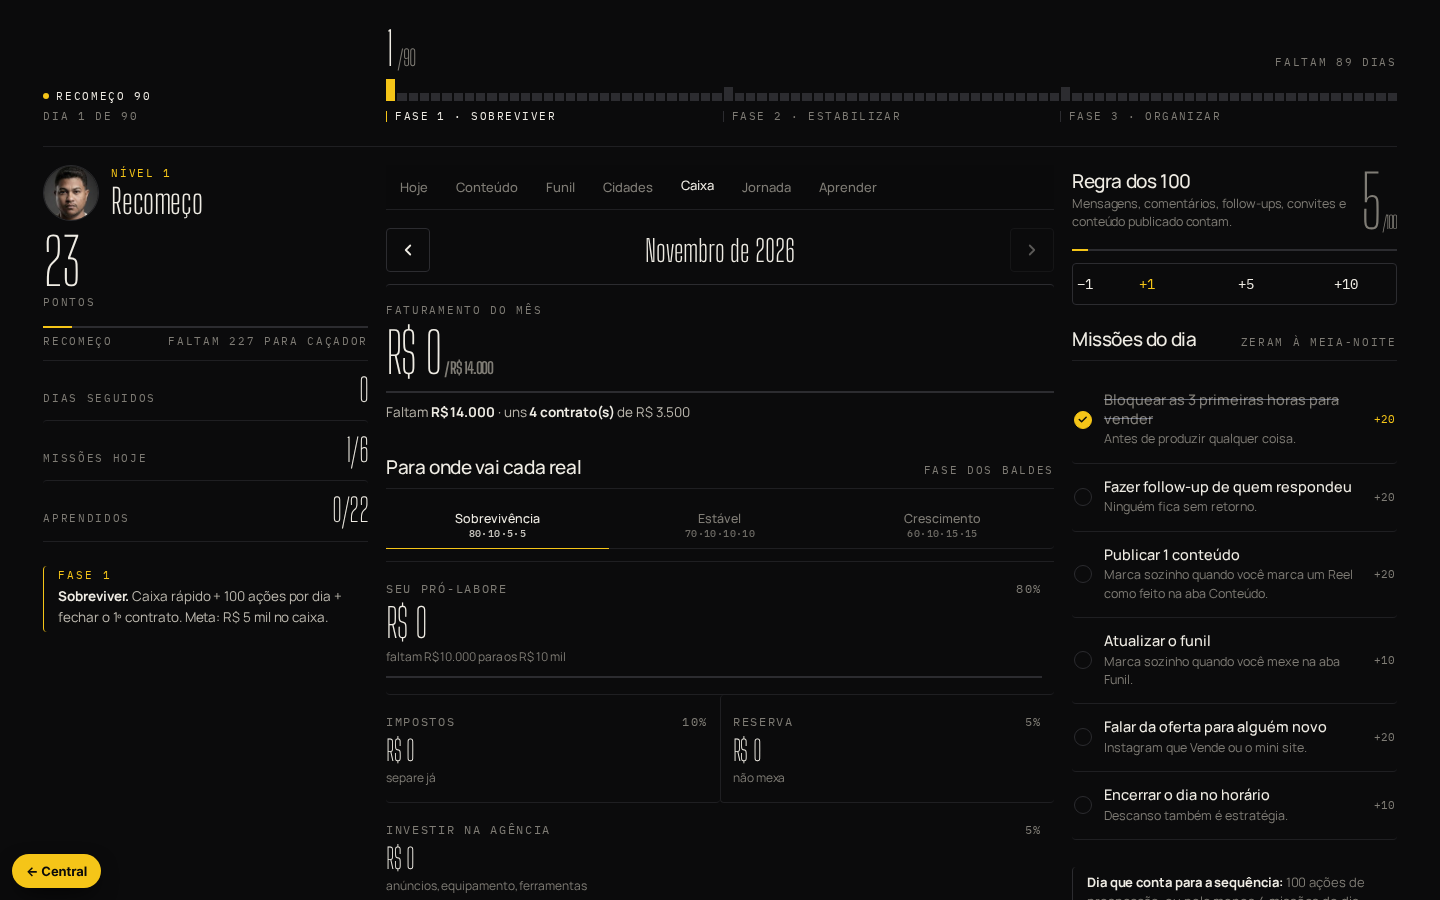 1 /90
FALTAM 89 DIAS
RECOMEÇO 90
DIA 1 DE 90
FASE 1 · SOBREVIVER
FASE 2 · ESTABILIZAR
FASE 3 · ORGANIZAR
NÍVEL 1
Recomeço
23
PONTOS
RECOMEÇO FALTAM 227 PARA CAÇADOR
DIAS SEGUIDOS 0
MISSÕES HOJE 1/6
APRENDIDOS 0/22
FASE 1
Sobreviver. Caixa rápido + 100 ações por dia +
fechar o 1º contrato. Meta: R$ 5 mil no caixa.
← Central
Hoje Conteúdo Funil Cidades Caixa Jornada Aprender
Novembro de 2026
FATURAMENTO DO MÊS
R$ 0 /R$ 14.000
Faltam R$ 14.000 · uns 4 contrato(s) de R$ 3.500
Para onde vai cada real
FASE DOS BALDES
Sobrevivência Estável Crescimento
80·10·5·5 70·10·10·10 60·10·15·15
SEU PRÓ-LABORE 80%
R$ 0
faltam R$ 10.000 para os R$ 10 mil
IMPOSTOS 10%
R$ 0
separe já
RESERVA 5%
R$ 0
não mexa
INVESTIR NA AGÊNCIA 5%
R$ 0
anúncios, equipamento, ferramentas
Regra dos 100
Mensagens, comentários, follow-ups, convites e
conteúdo publicado contam.
5 /100
−1 +1 +5 +10
Missões do dia
ZERAM À MEIA-NOITE
Bloquear as 3 primeiras horas para
vender
Antes de produzir qualquer coisa.
+20
Fazer follow-up de quem respondeu
Ninguém fica sem retorno.
+20
Publicar 1 conteúdo
Marca sozinho quando você marca um Reel
como feito na aba Conteúdo.
+20
Atualizar o funil
Marca sozinho quando você mexe na aba
Funil.
+10
Falar da oferta para alguém novo
Instagram que Vende ou o mini site.
+20
Encerrar o dia no horário
Descanso também é estratégia.
+10
Dia que conta para a sequência: 100 ações de